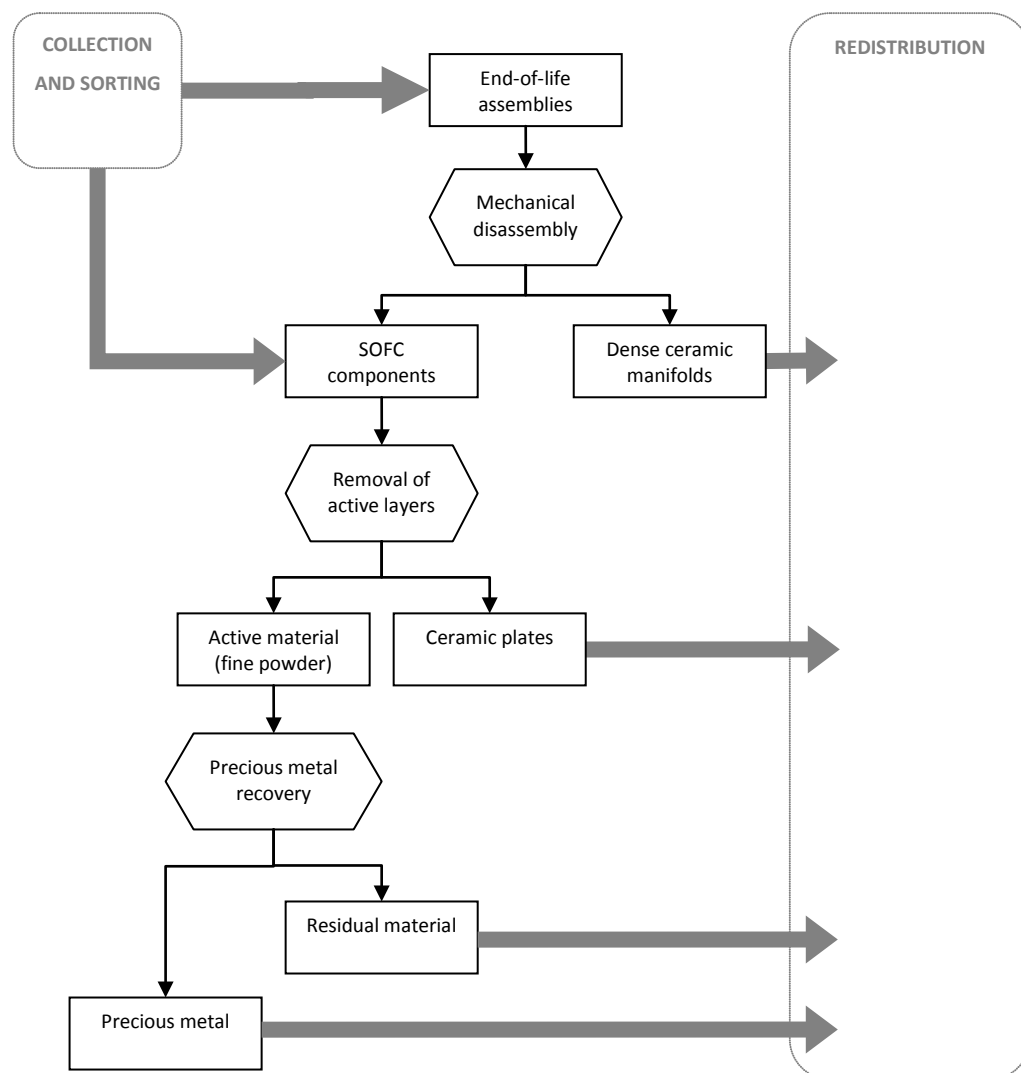 COLLECTION
AND SORTING
REDISTRIBUTION
End-of-life
assemblies
Mechanical
disassembly
SOFC
components
Dense ceramic
manifolds
Removal of
active layers
Active material
(fine powder)
Ceramic plates
Precious metal
recovery
Residual material
Precious metal